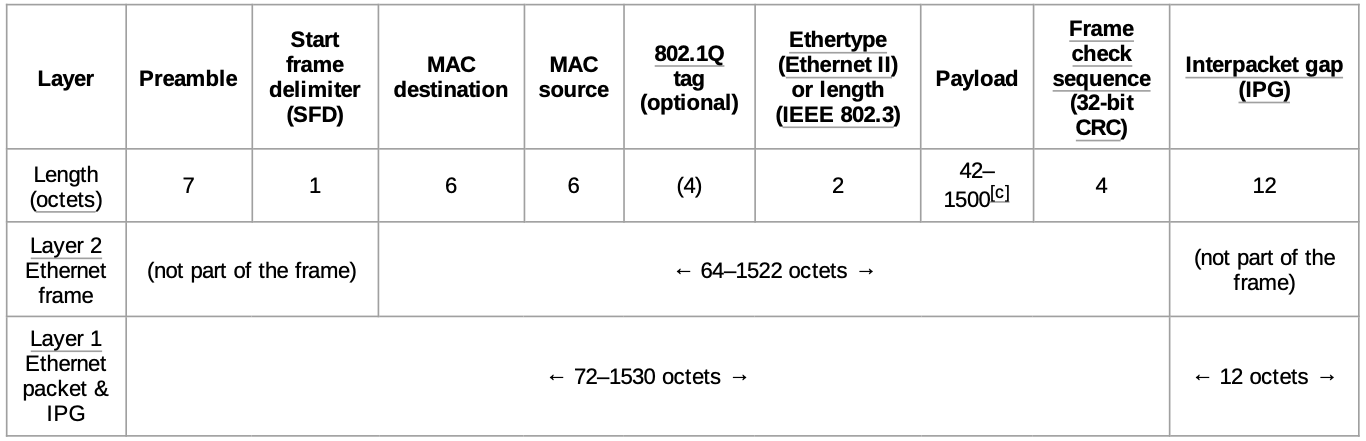 Layer
Preamble
Start
frame
delimiter
(SFD)
MAC
destination
MAC
source
802.1Q
tag
(optional)
Ethertype
(Ethernet II)
or length
(IEEE 802.3)
Payload
Frame
check
sequence
(32-bit
CRC)
Interpacket gap
(IPG)
Length
(octets)
7
1
6
6
(4)
2
42–
1500[c]
4
12
Layer 2
Ethernet
frame
(not part of the frame)
← 64–1522 octets →
(not part of the
frame)
Layer 1
Ethernet
packet &
IPG
← 72–1530 octets →
← 12 octets →